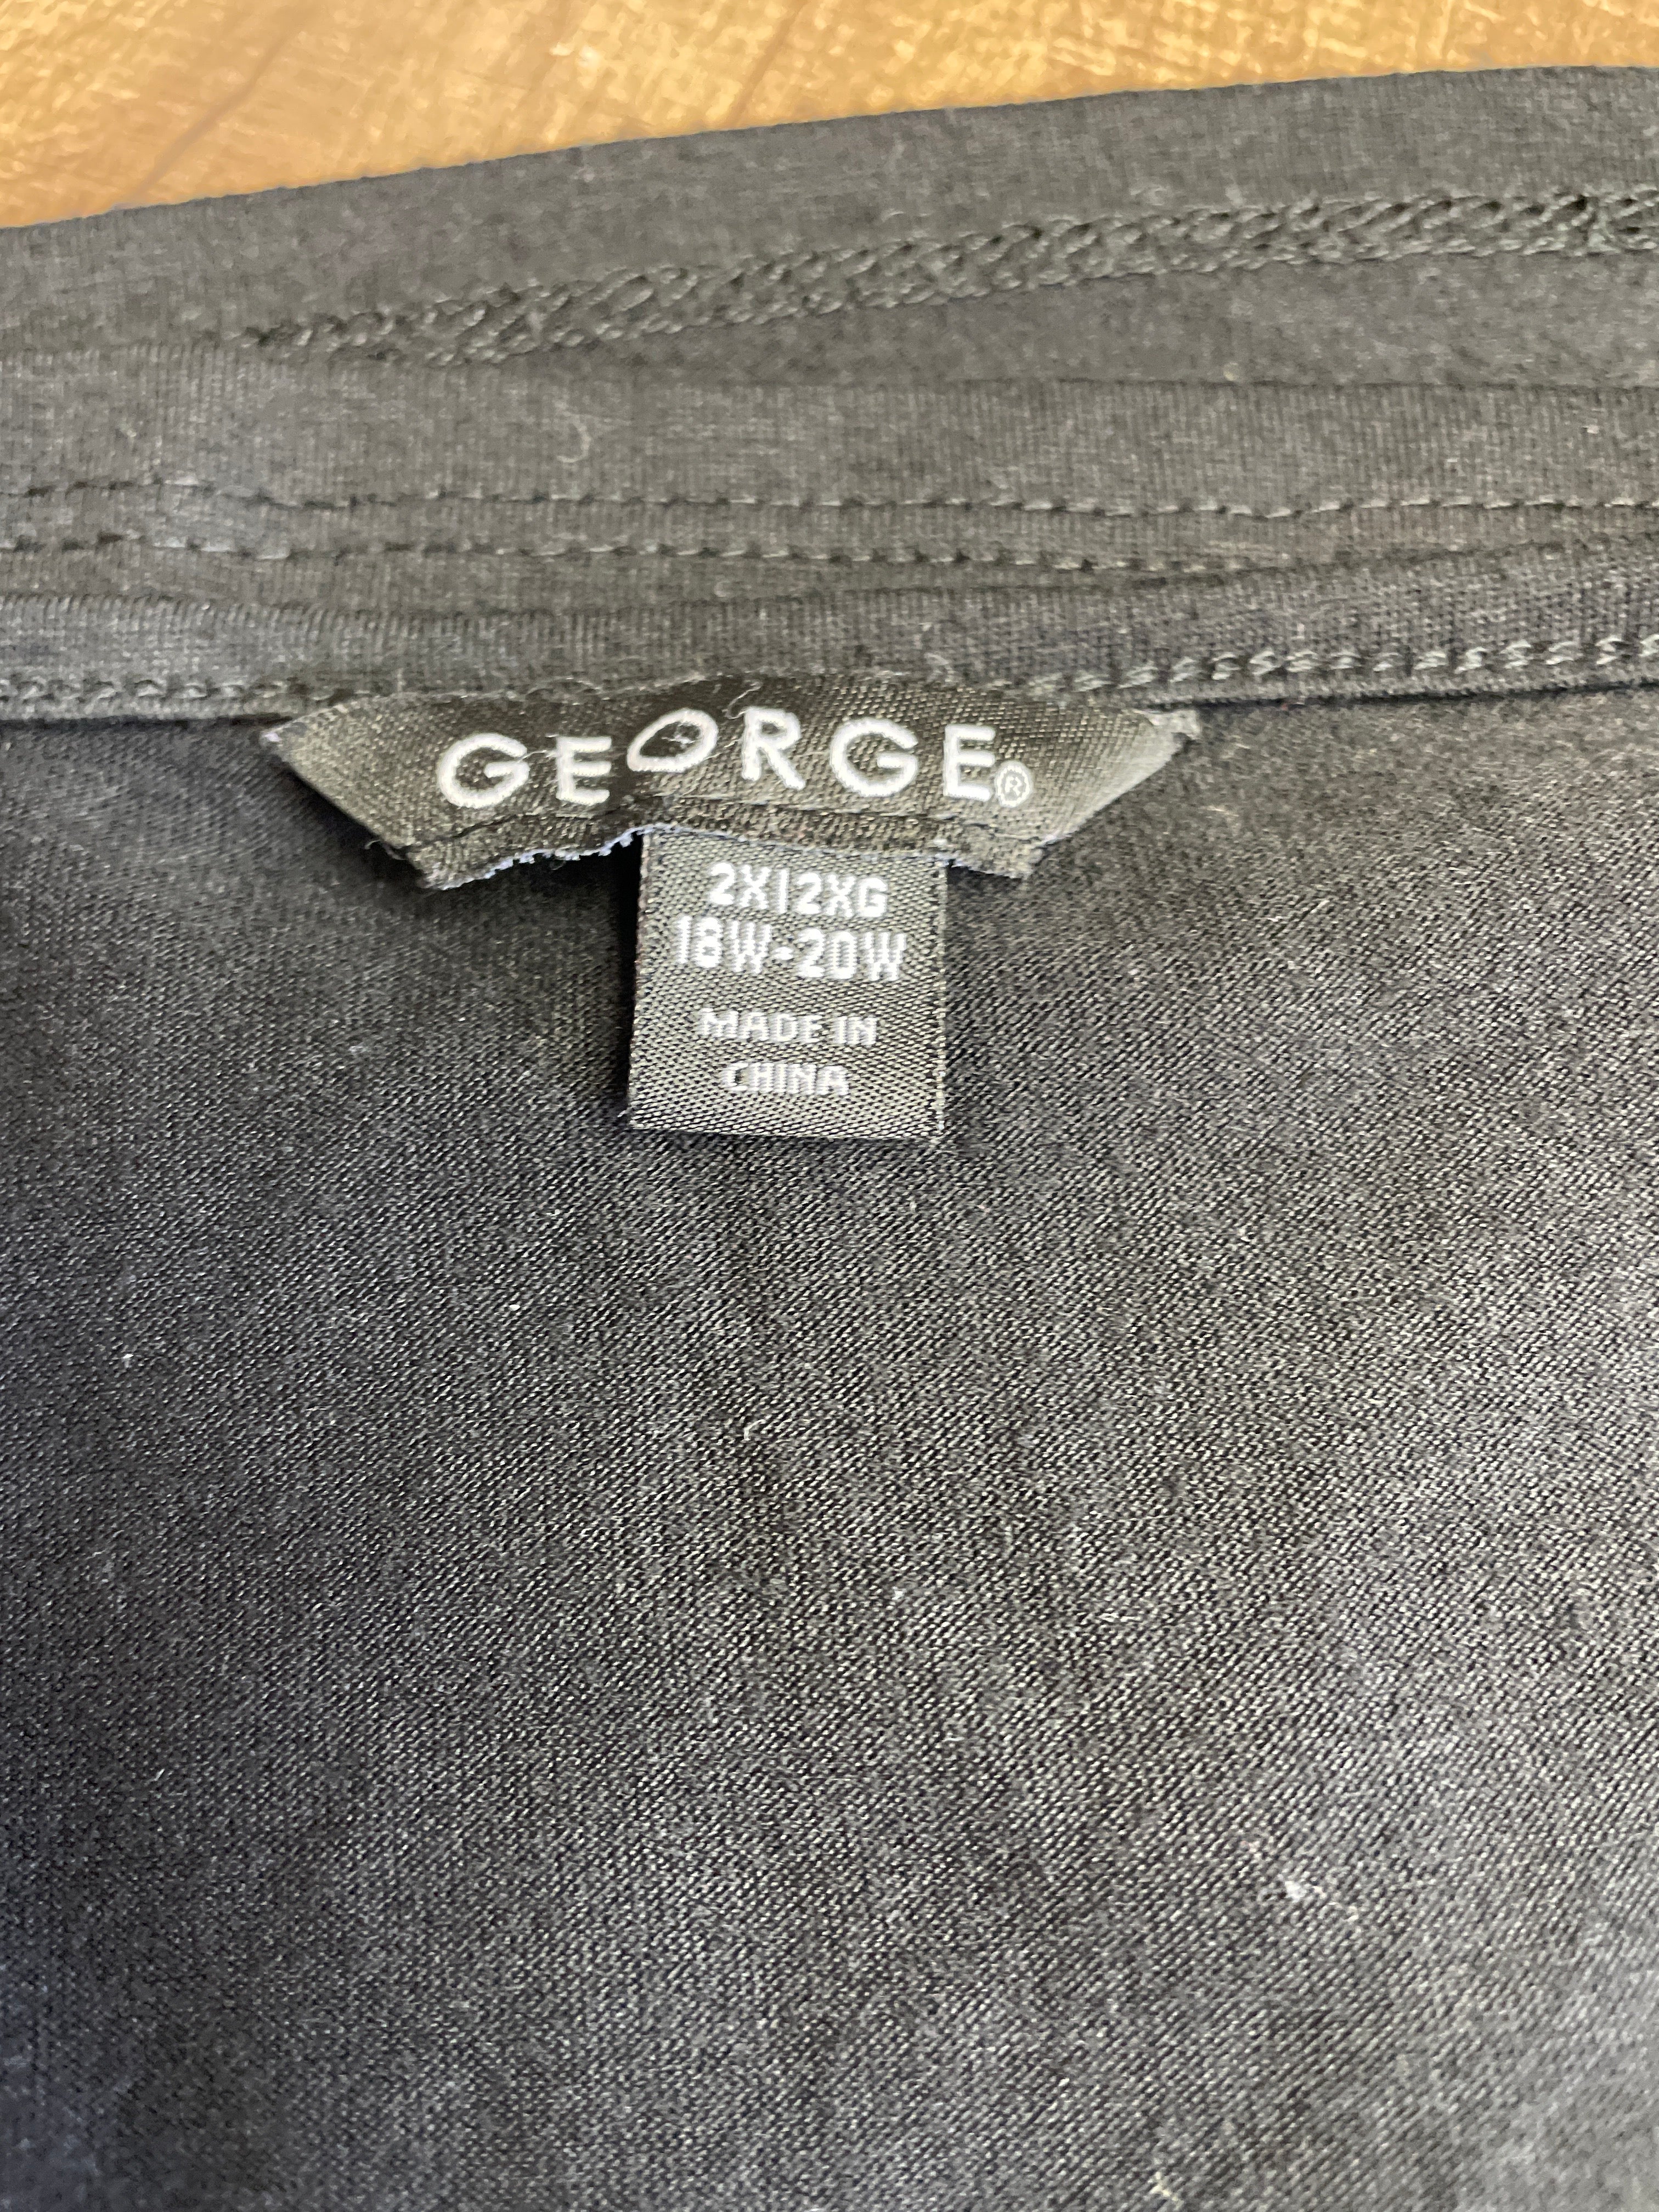 GEORGE®
2X|2XG
18W-20W
MADE IN
CHINA